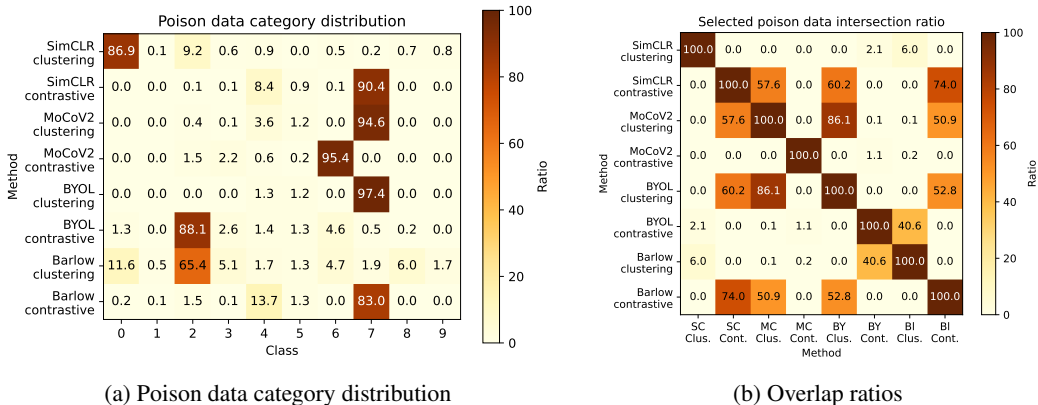 Poison data category distribution
SimCLR
clustering
86.9 0.1 9.2 0.6 0.9 0.0 0.5 0.2 0.7 0.8
SimCLR
contrastive
0.0 0.0 0.1 0.1 8.4 0.9 0.1 90.4 0.0 0.0
MoCoV2
clustering
0.0 0.0 0.4 0.1 3.6 1.2 0.0 94.6 0.0 0.0
MoCoV2
contrastive
0.0 0.0 1.5 2.2 0.6 0.2 95.4 0.0 0.0 0.0
BYOL
clustering
0.0 0.0 0.0 0.0 1.3 1.2 0.0 97.4 0.0 0.0
BYOL
contrastive
1.3 0.0 88.1 2.6 1.4 1.3 4.6 0.5 0.2 0.0
Barlow
clustering
11.6 0.5 65.4 5.1 1.7 1.3 4.7 1.9 6.0 1.7
Barlow
contrastive
0.2 0.1 1.5 0.1 13.7 1.3 0.0 83.0 0.0 0.0
0 1 2 3 4 5 6 7 8 9
Class
Method
100
80
60
40
20
0
Ratio
(a) Poison data category distribution
Selected poison data intersection ratio
SimCLR
clustering
100.0 0.0 0.0 0.0 0.0 2.1 6.0 0.0
SimCLR
contrastive
0.0 100.0 57.6 0.0 60.2 0.0 0.0 74.0
MoCoV2
clustering
0.0 57.6 100.0 0.0 86.1 0.1 0.1 50.9
MoCoV2
contrastive
0.0 0.0 0.0 100.0 0.0 1.1 0.2 0.0
BYOL
clustering
0.0 60.2 86.1 0.0 100.0 0.0 0.0 52.8
BYOL
contrastive
2.1 0.0 0.1 1.1 0.0 100.0 40.6 0.0
Barlow
clustering
6.0 0.0 0.1 0.2 0.0 40.6 100.0 0.0
Barlow
contrastive
0.0 74.0 50.9 0.0 52.8 0.0 0.0 100.0
SC SC MC MC BY BY BI BI
Clus. Cont. Clus. Cont. Clus. Cont. Clus. Cont.
Method
Method
100
80
60
40
20
0
Ratio
(b) Overlap ratios